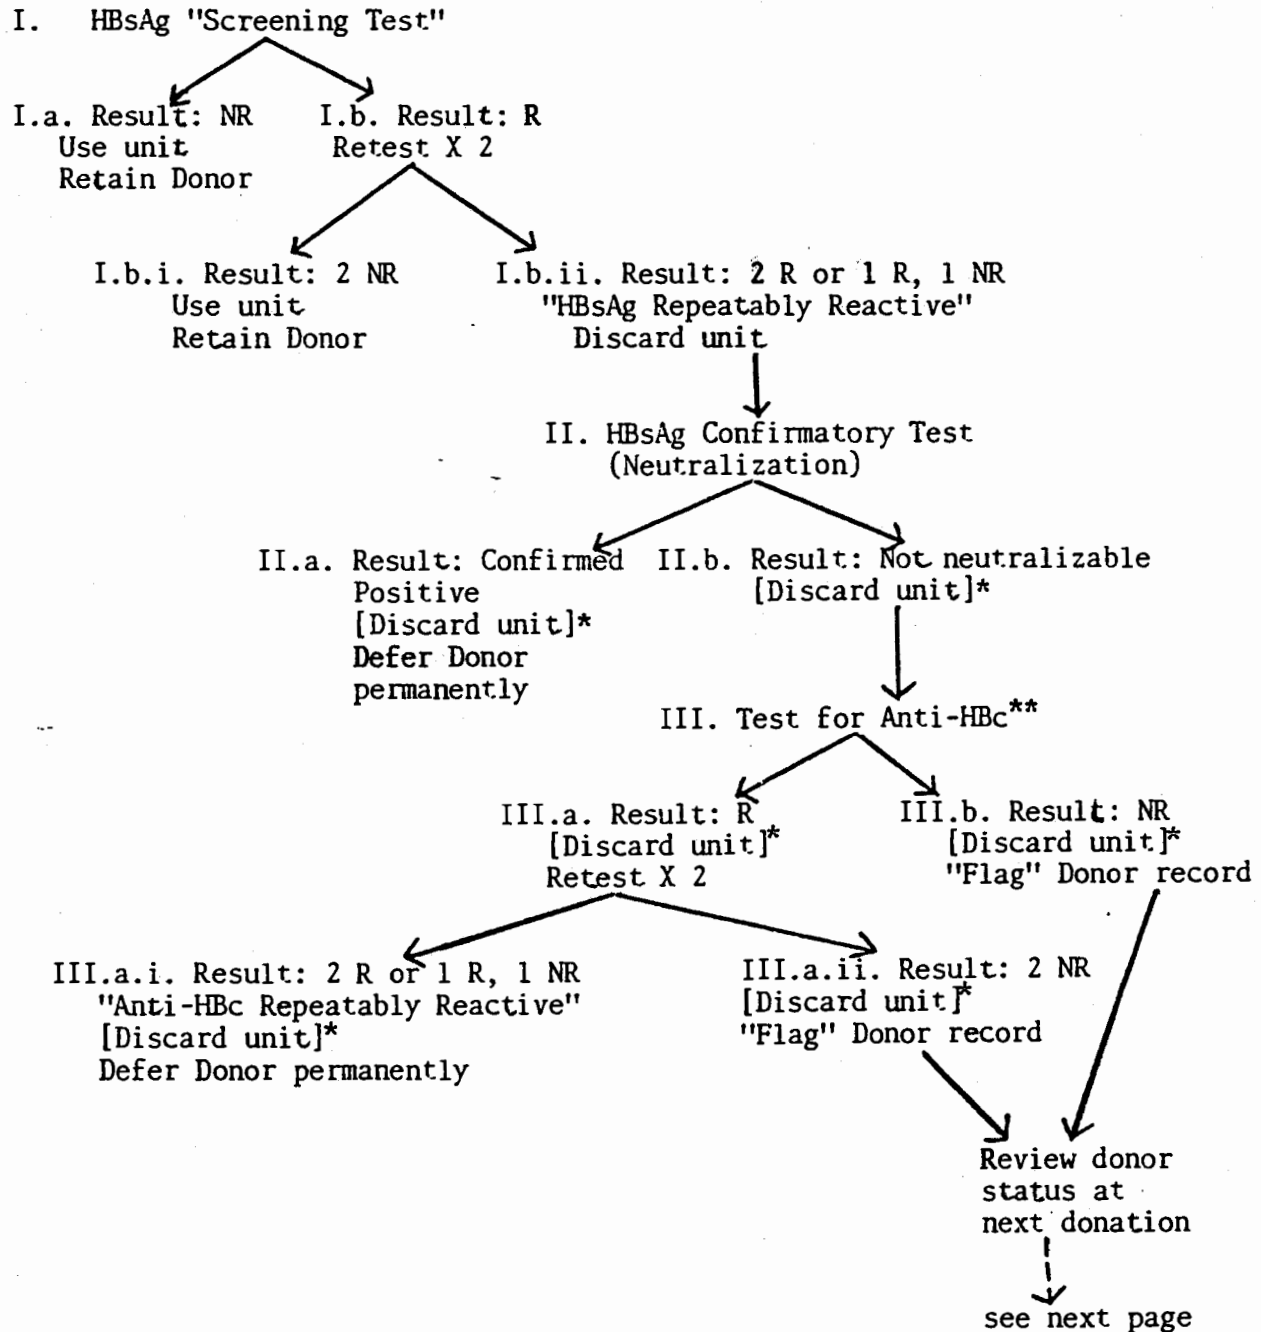 I. HBsAg "Screening Test"
I.a. Result: NR
Use unit
Retain Donor
I.b. Result: R
Retest X 2
I.b.i. Result: 2 NR
Use unit
Retain Donor
I.b.ii. Result: 2 R or 1 R, 1 NR
"HBsAg Repeatably Reactive"
Discard unit
II. HBsAg Confirmatory Test
(Neutralization)
II.a. Result: Confirmed
Positive
[Discard unit]*
Defer Donor
permanently
II.b. Result: Not neutralizable
[Discard unit]*
III. Test for Anti-HBc**
III.a. Result: R
[Discard unit]*
Retest X 2
III.b. Result: NR
[Discard unit]*
"Flag" Donor record
III.a.i. Result: 2 R or 1 R, 1 NR
"Anti-HBc Repeatably Reactive"
[Discard unit]*
Defer Donor permanently
III.a.ii. Result: 2 NR
[Discard unit]*
"Flag" Donor record
Review donor
status at
next donation
see next page